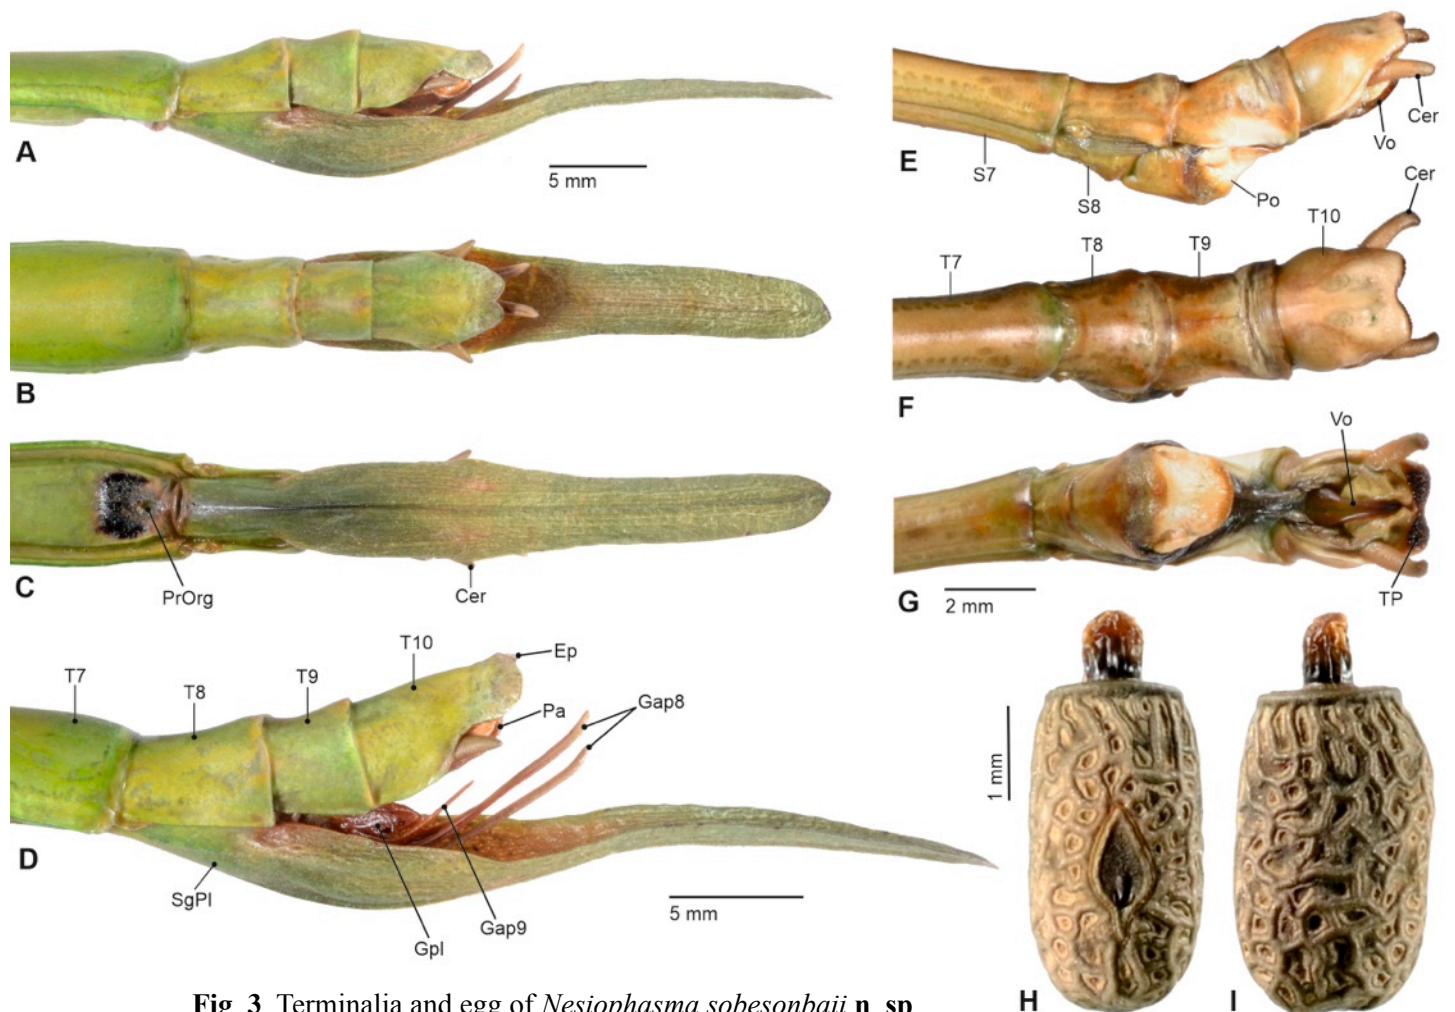 A
5 mm
B
C
PrOrg
Cer
T7
T8
T9
T10
Ep
Pa
Gap8
D
SgPl
Gpl
Gap9
5 mm
E
S7
S8
Po
Vo
Cer
T7
T8
T9
T10
Cer
F
Vo
G
2 mm
TP
1 mm
H
I
Fig. 3 Terminalia and egg of Nesiophasma sobesonbaii n. sp